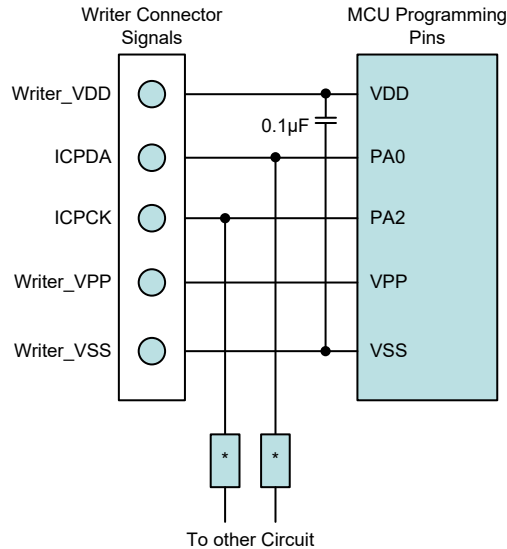 Writer Connector
Signals
MCU Programming
Pins
Writer_VDD
VDD
0.1µF
ICPDA
PA0
ICPCK
PA2
Writer_VPP
VPP
Writer_VSS
VSS
*
*
To other Circuit